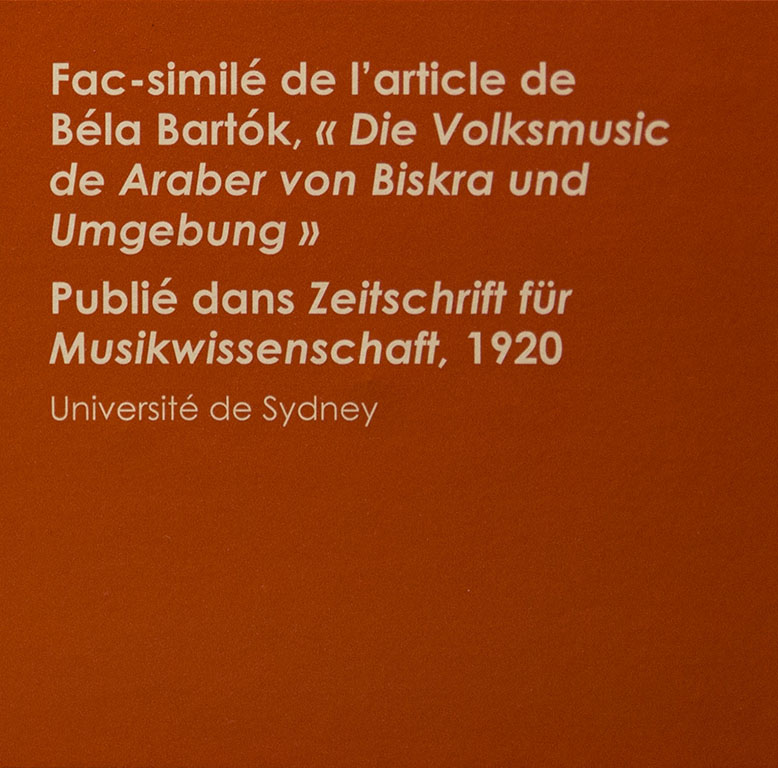 Fac-similé de l’article de
Béla Bartók, « Die Volksmusic
de Araber von Biskra und
Umgebung »
Publié dans Zeitschrift für
Musikwissenschaft, 1920
Université de Sydney